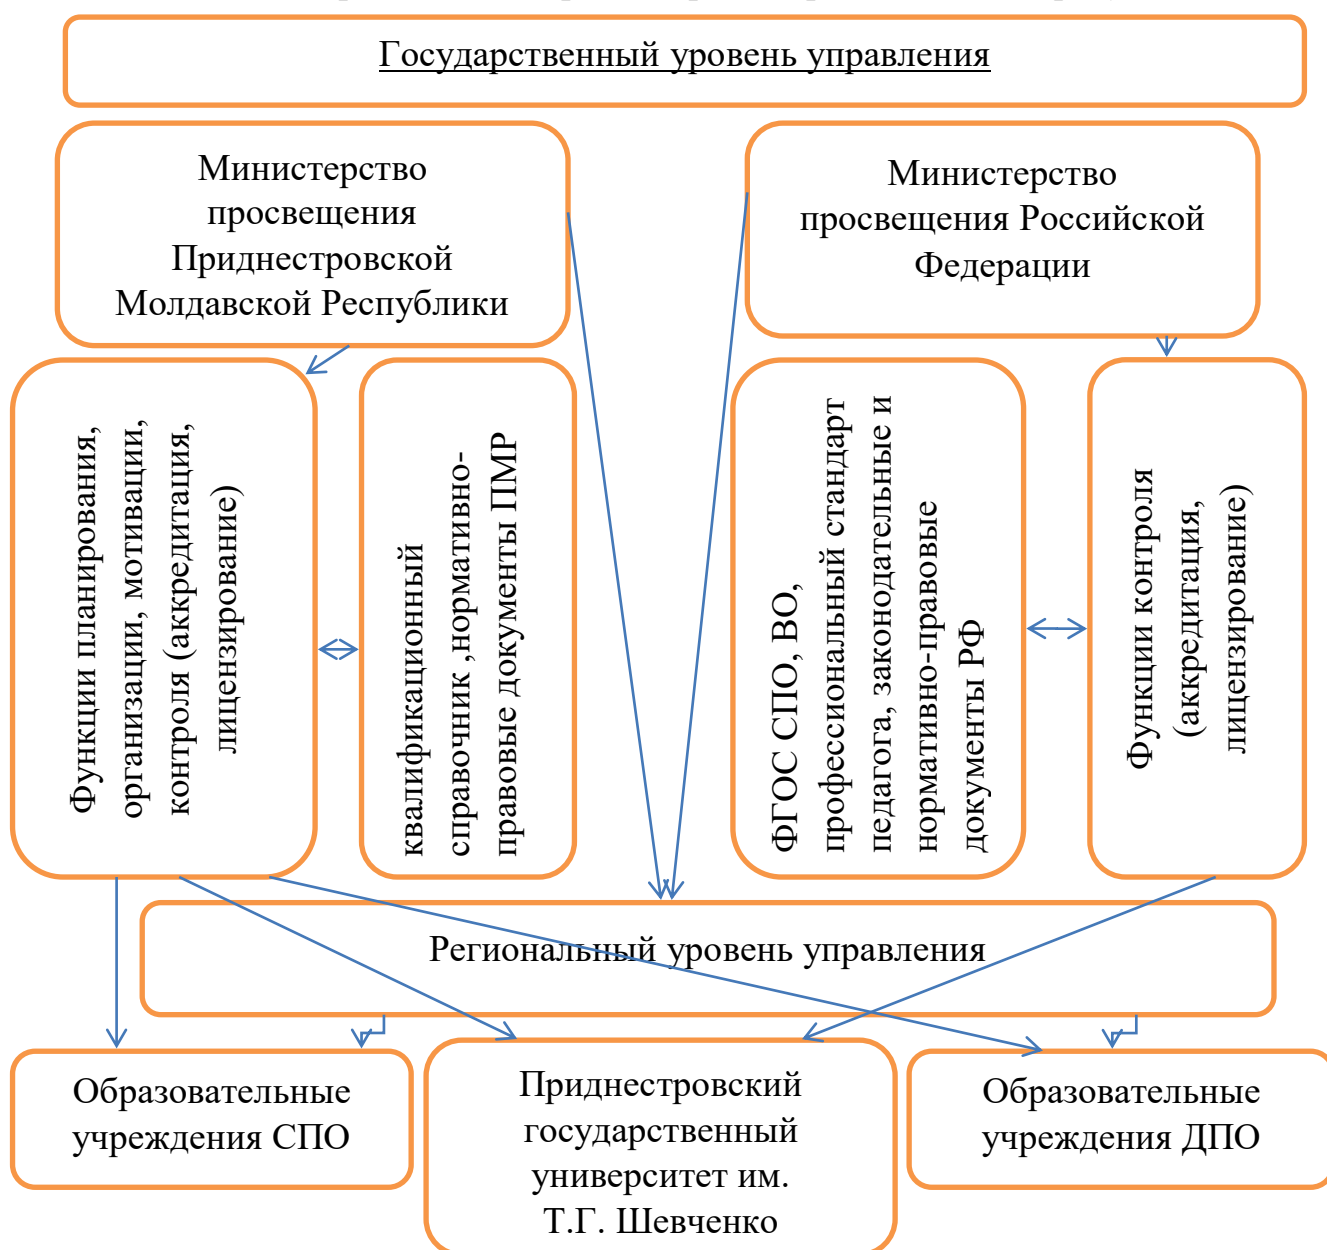 Государственный уровень управления
Министерство
просвещения
Приднестровской
Молдавской Республики
Министерство
просвещения Российской
Федерации
Функции планирования,
организации, мотивации,
контроля (аккредитация,
лицензирование)
квалификационный
справочник ,нормативно-
правовые документы ПМР
ФГОС СПО, ВО,
профессиональный стандарт
педагога, законодательные и
нормативно-правовые
документы РФ
Функции контроля
(аккредитация,
лицензирование)
Региональный уровень управления
Образовательные
учреждения СПО
Приднестровский
государственный
университет им.
Т.Г. Шевченко
Образовательные
учреждения ДПО